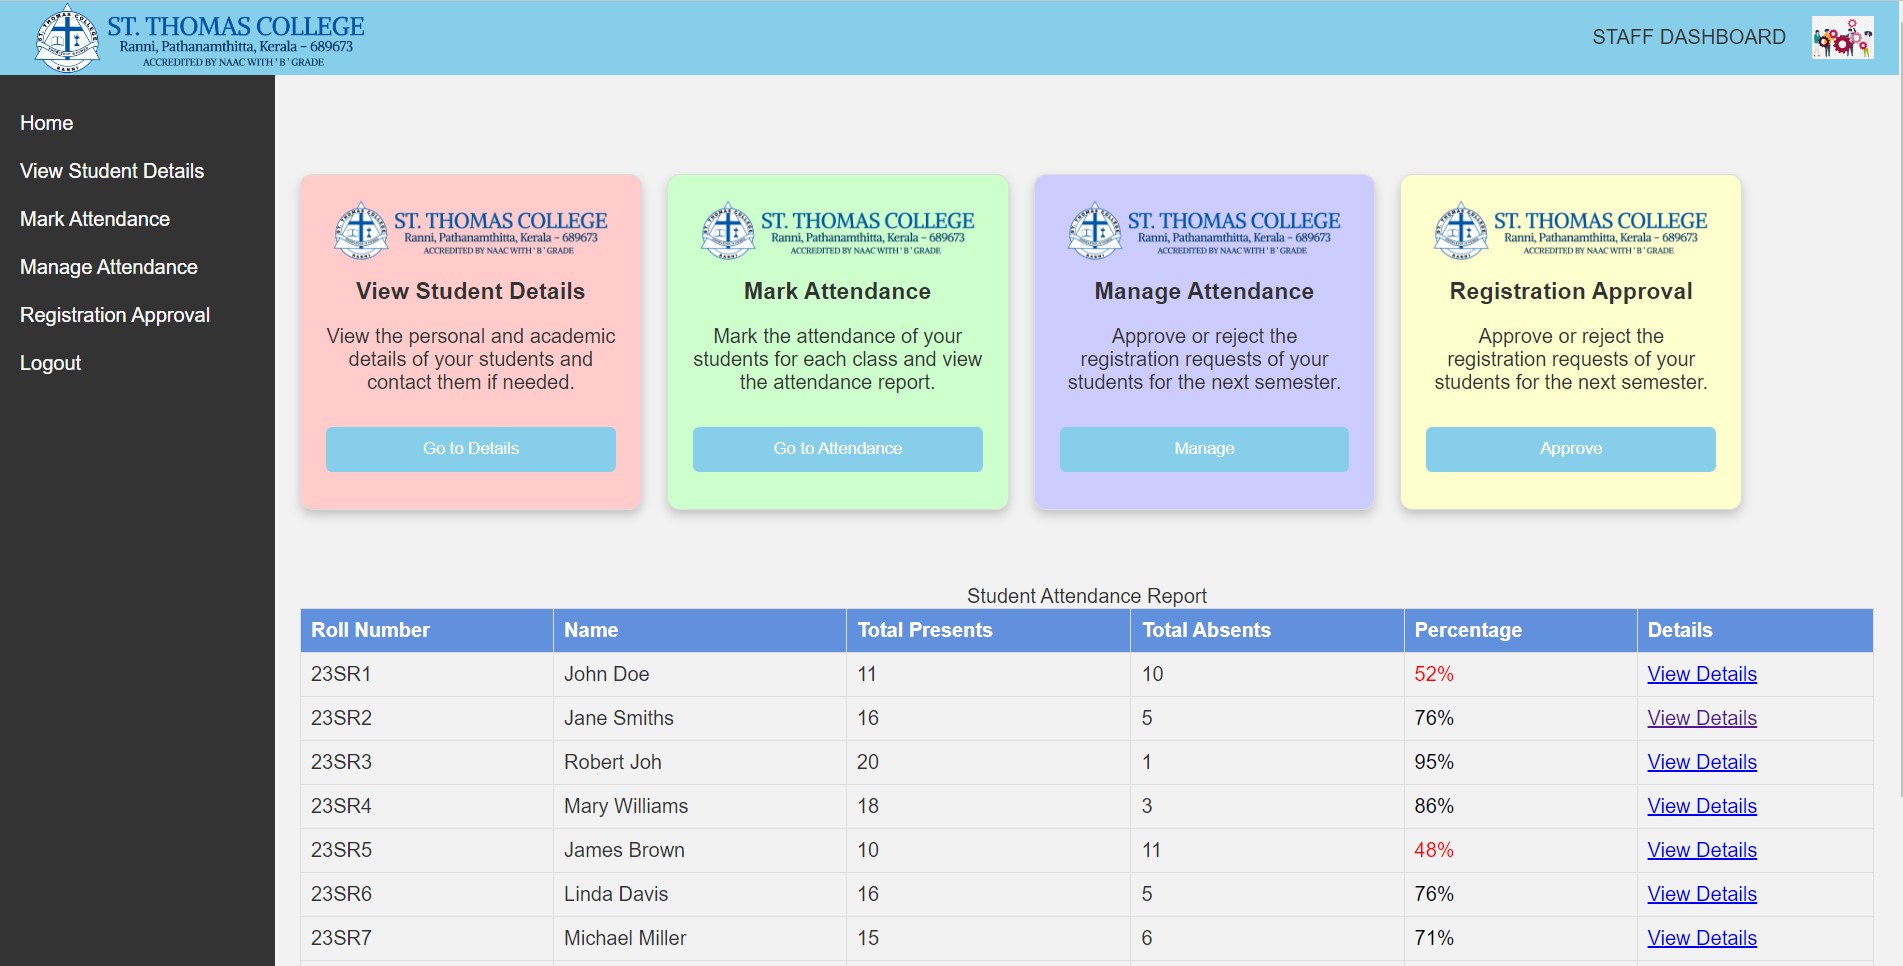 ST. THOMAS COLLEGE
Ranni, Pathanamthitta, Kerala - 689673
ACCREDITED BY NAAC WITH ' B ' GRADE
RANNI
STAFF DASHBOARD
Home
View Student Details
Mark Attendance
Manage Attendance
Registration Approval
Logout
ST. THOMAS COLLEGE
Ranni, Pathanamthitta, Kerala - 689673
ACCREDITED BY NAAC WITH ' B ' GRADE
RANNI
View Student Details
View the personal and academic
details of your students and
contact them if needed.
Go to Details
ST. THOMAS COLLEGE
Ranni, Pathanamthitta, Kerala - 689673
ACCREDITED BY NAAC WITH ' B ' GRADE
RANNI
Mark Attendance
Mark the attendance of your
students for each class and view
the attendance report.
Go to Attendance
ST. THOMAS COLLEGE
Ranni, Pathanamthitta, Kerala - 689673
ACCREDITED BY NAAC WITH ' B ' GRADE
RANNI
Manage Attendance
Approve or reject the
registration requests of your
students for the next semester.
Manage
ST. THOMAS COLLEGE
Ranni, Pathanamthitta, Kerala - 689673
ACCREDITED BY NAAC WITH ' B ' GRADE
RANNI
Registration Approval
Approve or reject the
registration requests of your
students for the next semester.
Approve
Student Attendance Report
Roll Number Name Total Presents Total Absents Percentage Details
23SR1 John Doe 11 10 52% View Details
23SR2 Jane Smiths 16 5 76% View Details
23SR3 Robert Joh 20 1 95% View Details
23SR4 Mary Williams 18 3 86% View Details
23SR5 James Brown 10 11 48% View Details
23SR6 Linda Davis 16 5 76% View Details
23SR7 Michael Miller 15 6 71% View Details